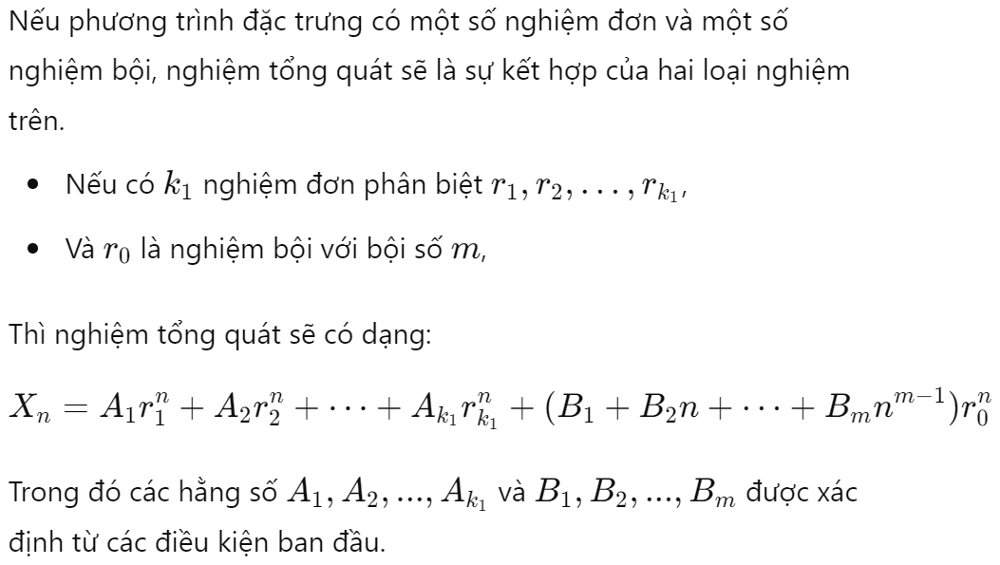 Nếu phương trình đặc trưng có một số nghiệm đơn và một số
nghiệm bội, nghiệm tổng quát sẽ là sự kết hợp của hai loại nghiệm
trên.
• Nếu có $k_1$ nghiệm đơn phân biệt $r_1, r_2, \ldots, r_{k_1}$,
• Và $r_0$ là nghiệm bội với bội số $m$,
Thì nghiệm tổng quát sẽ có dạng:
$X_n = A_1 r_1^n + A_2 r_2^n + \cdots + A_{k_1} r_{k_1}^n + (B_1 + B_2 n + \cdots + B_m n^{m-1}) r_0^n$
Trong đó các hằng số $A_1, A_2, ..., A_{k_1}$ và $B_1, B_2, ..., B_m$ được xác
định từ các điều kiện ban đầu.